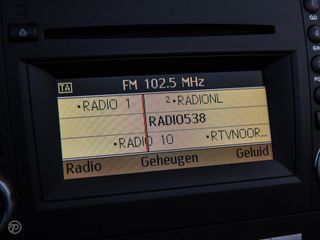 TA FM 102.5 MHz
•RADIO 1 2•RADIONL
RADIO538
•RADIO 10 •RTVNOOR...
Radio Geheugen Geluid